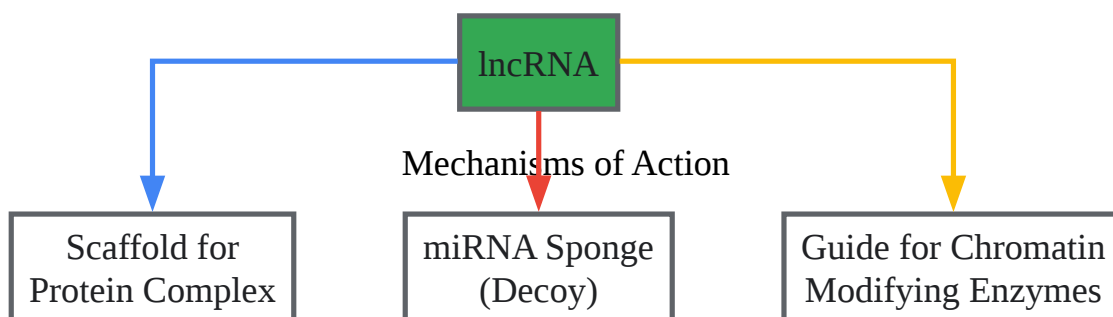 lncRNA
Mechanisms of Action
Scaffold for
Protein Complex
miRNA Sponge
(Decoy)
Guide for Chromatin
Modifying Enzymes